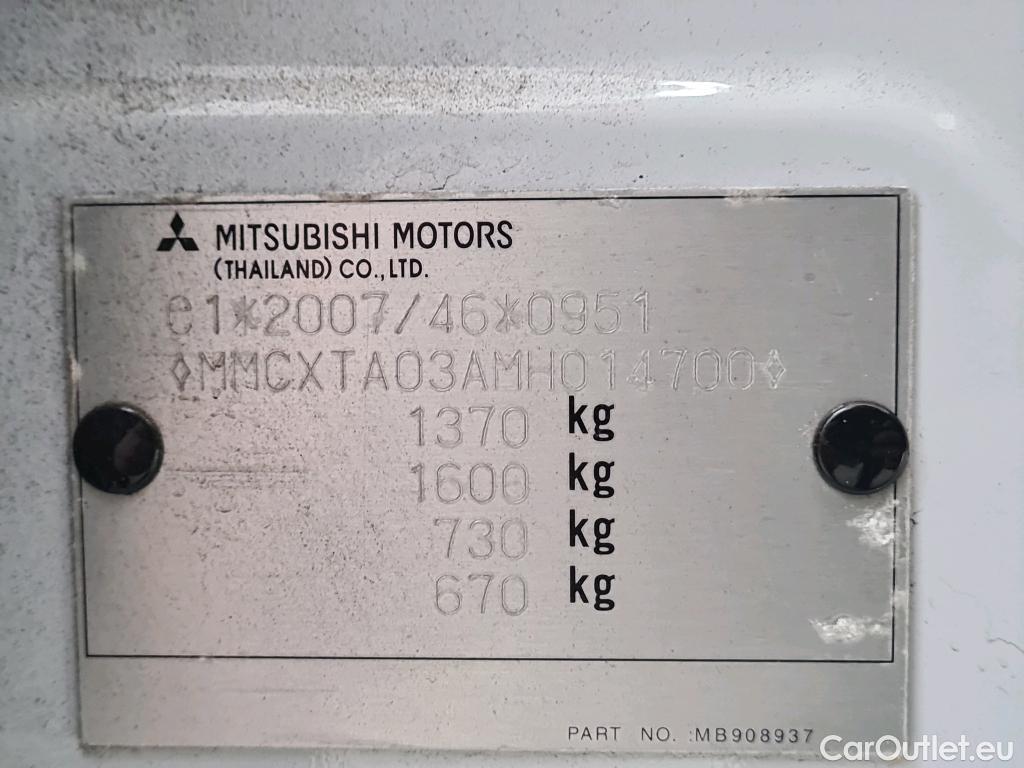 MITSUBISHI MOTORS
(THAILAND) CO.,LTD.
e1*2007/46*0951
◊MMCXTA03AMH014700◊
1370 kg
1600 kg
730 kg
670 kg
PART NO. :MB908937
CarOutlet.eu